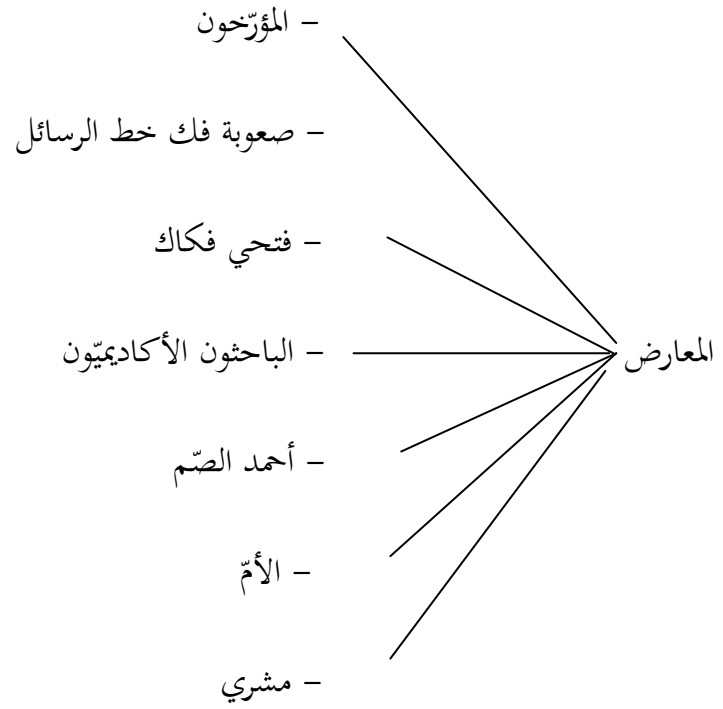 – المؤرّخون
– صعوبة فك خط الرسائل
– فتحي فكاك
المعارض
– الباحثون الأكاديميّون
– أحمد الصّم
– الأمّ
– مشري